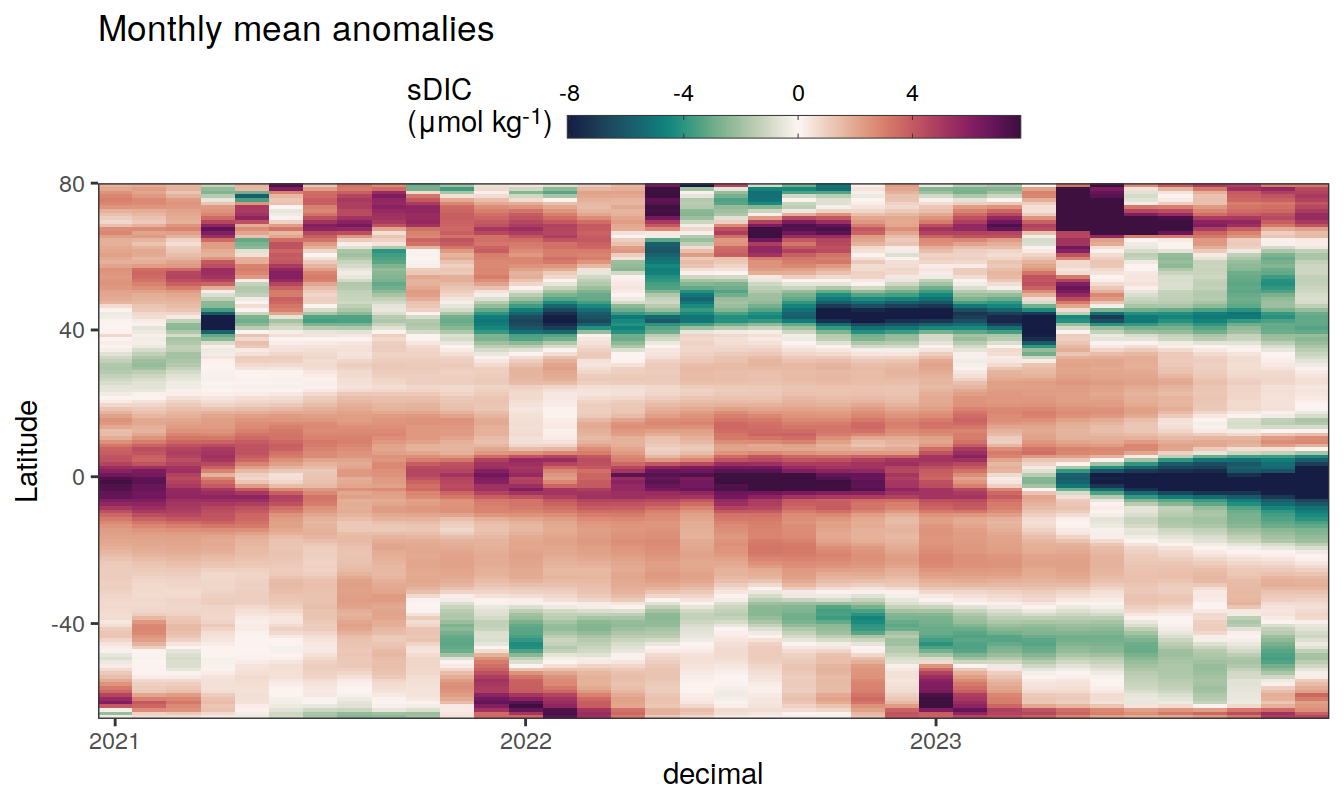 Monthly mean anomalies
sDIC
(μmol kg⁻¹)
-8 -4 0 4
80
40
0
-40
Latitude
2021 2022 2023
decimal